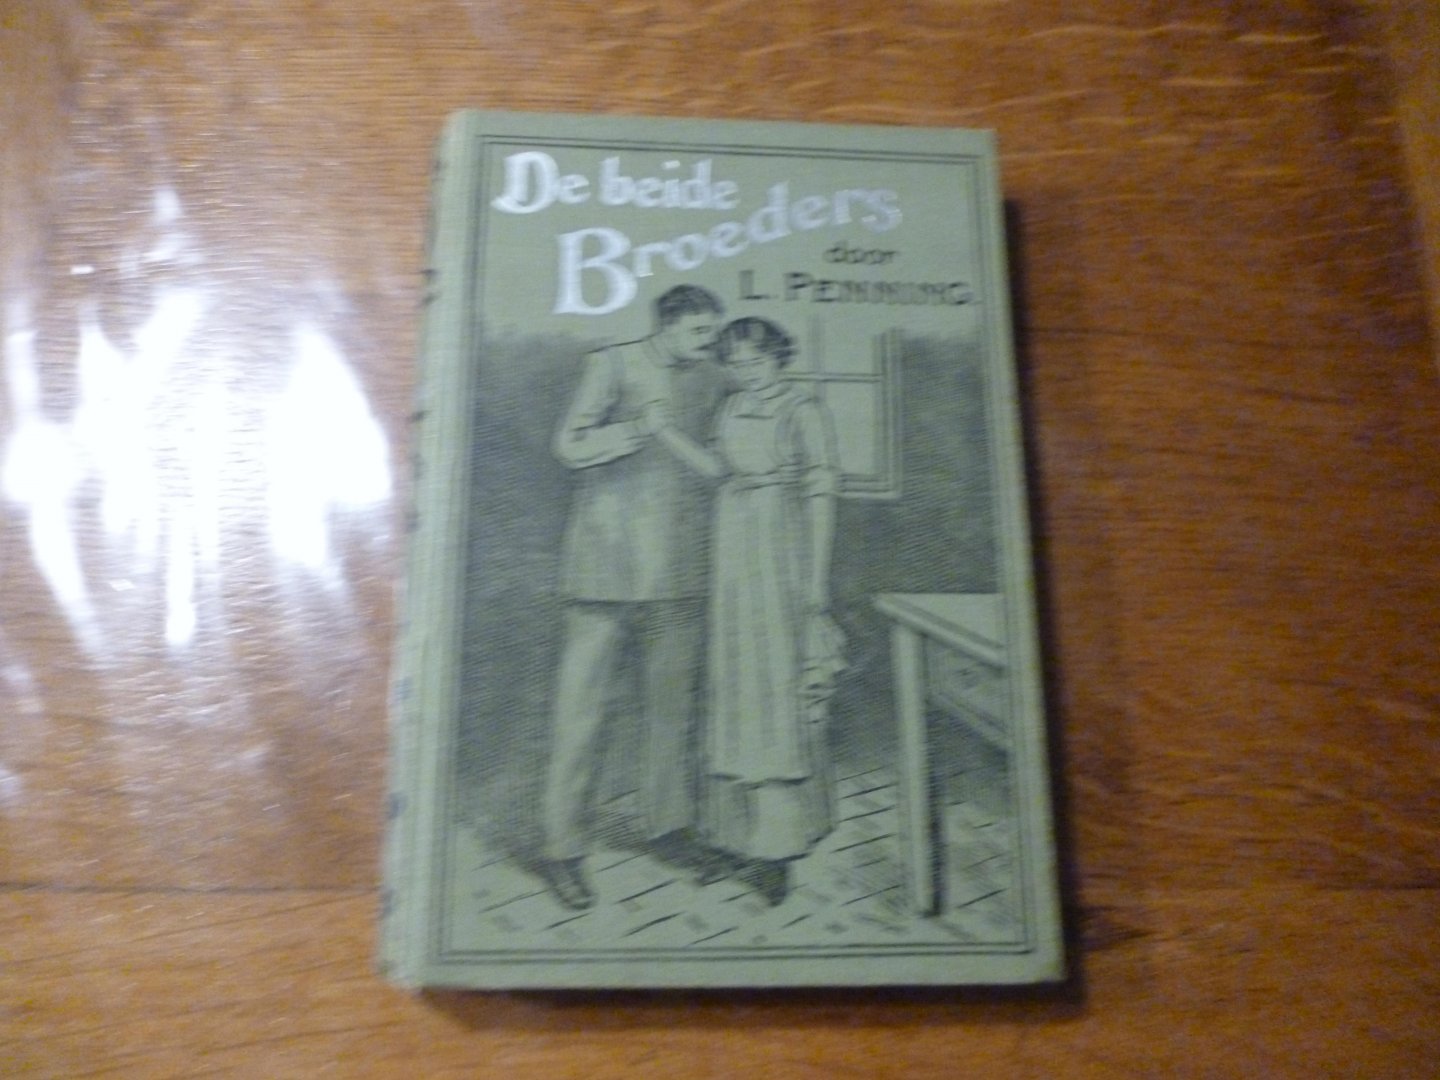 De beide
Broeders
door
L. PENNING.